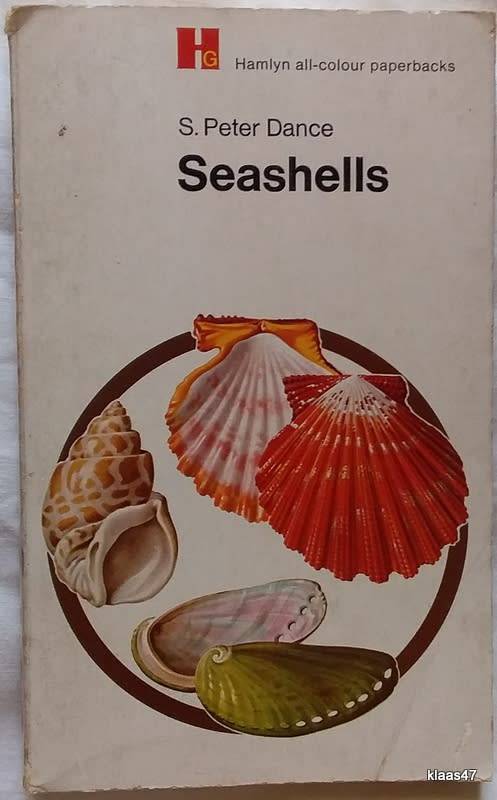 HG
Hamlyn all-colour paperbacks
S. Peter Dance
Seashells
klaas47